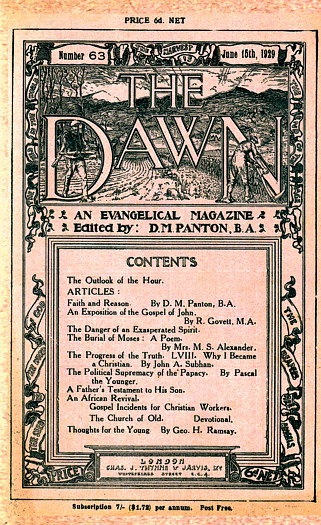 PRICE 6d. NET
Number 63
HARVEST
June 15th, 1929
THE
DAWN
AN EVANGELICAL MAGAZINE
Edited by: D.M PANTON, B.A.
CONTENTS
The Outlook of the Hour.
ARTICLES :
Faith and Reason. By D. M. Panton, B-A.
An Exposition of the Gospel of John.
By R. Govett, M.A.
The Danger of an Exasperated Spirit.
The Burial of Moses : A Poem.
By Mrs. M. S. Alexander.
The Progress of the Truth. LVIII. Why I Became
a Christian. By John A. Subhan.
The Political Supremacy of the Papacy. By Pascal
the Younger.
A Father's Testament to His Son.
An African Revival.
Gospel Incidents for Christian Workers.
The Church of Old. Devotional.
Thoughts for the Young By Geo. H. Ramsay.
LONDON
CHAS. J. THYNNE & JARVIS, LTD
WHITEFRIARS STREET E.C.4.
PRICE
6d NET
Subscription 7/- ($1.72) per annum. Post Free.